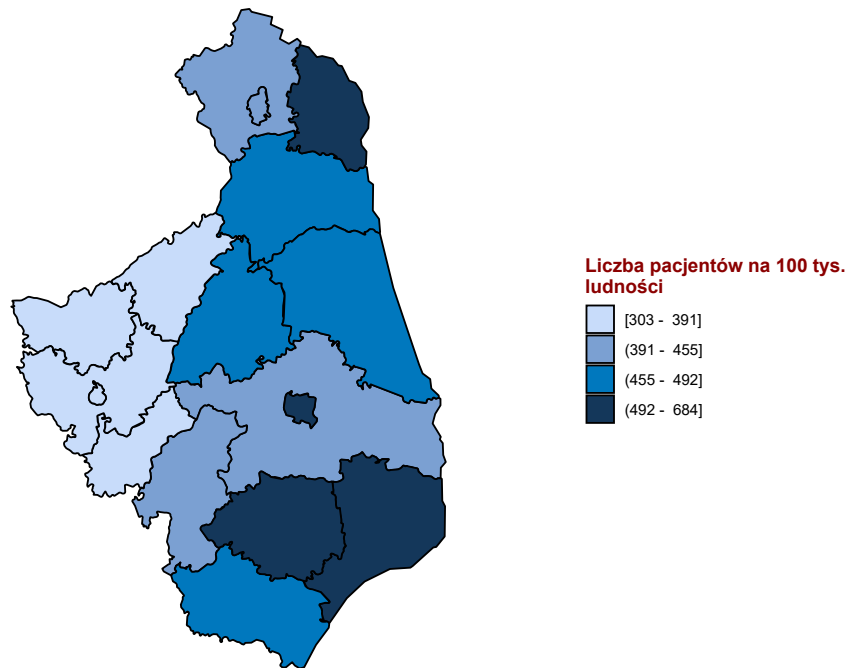 Liczba pacjentów na 100 tys.
ludności
[303 - 391]
(391 - 455]
(455 - 492]
(492 - 684]